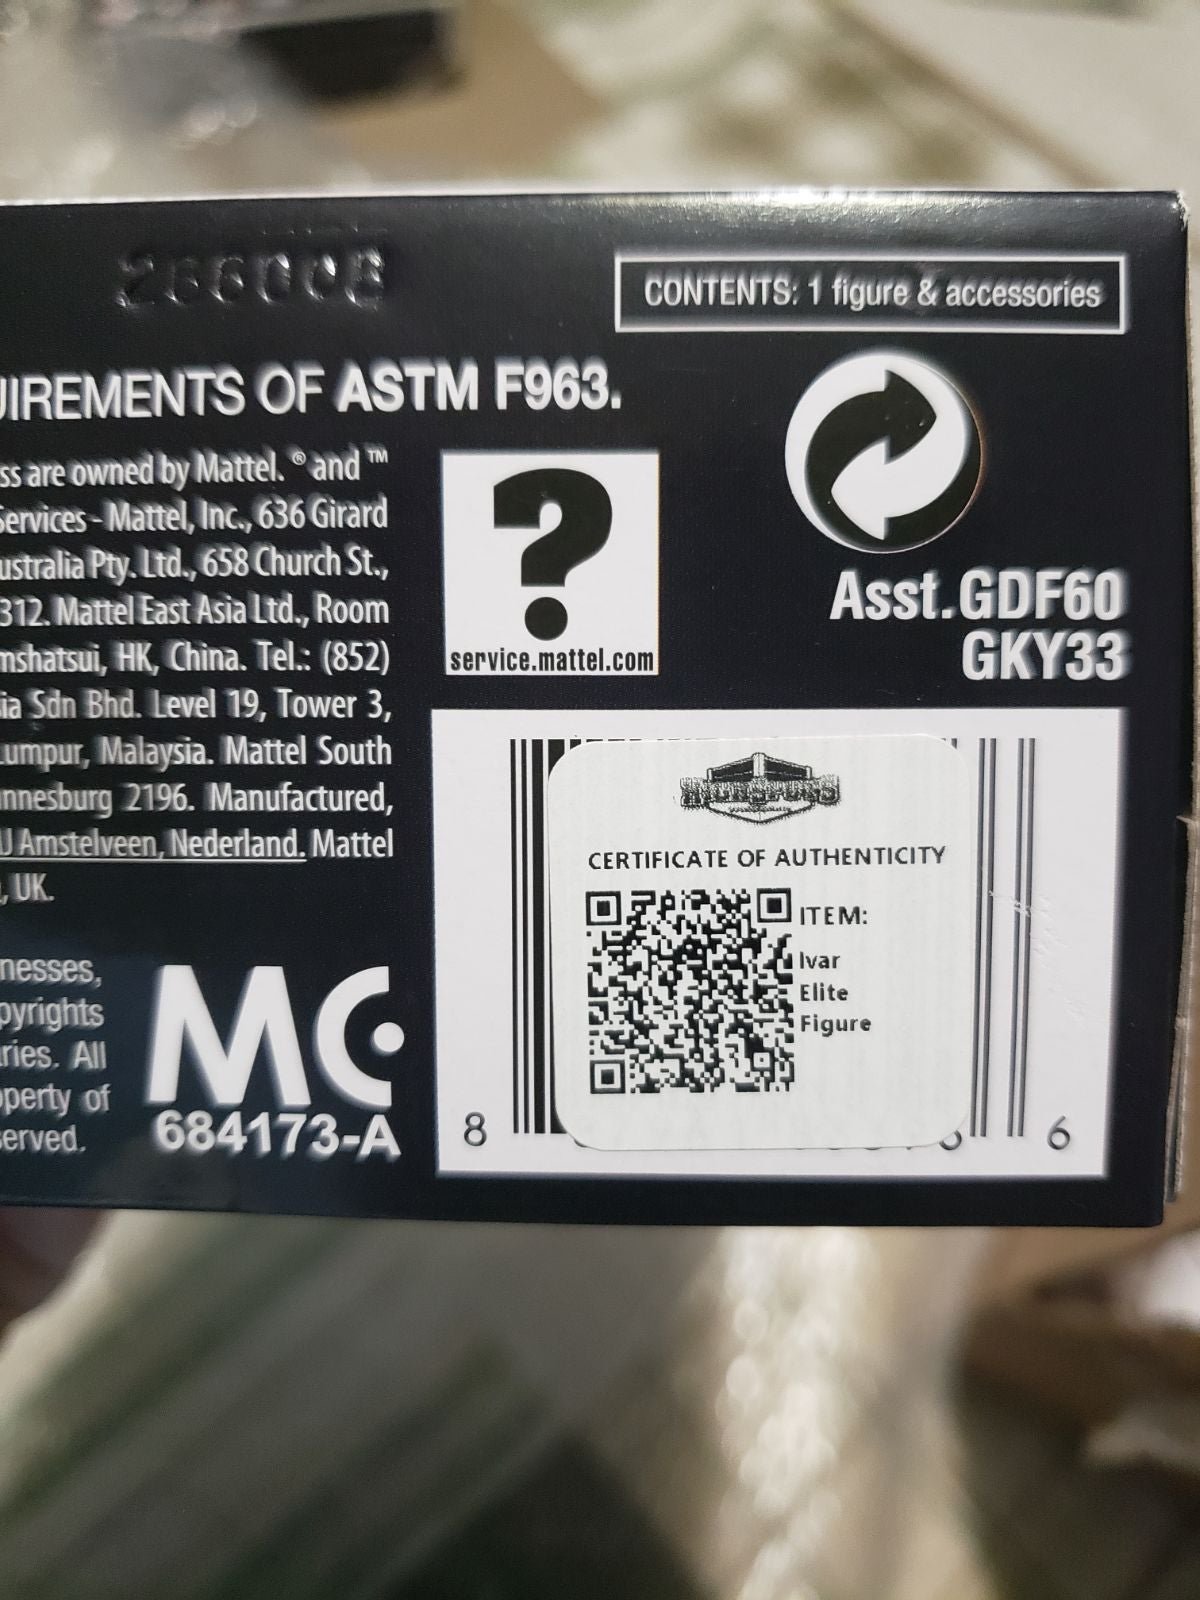 CONTENTS: 1 figure & accessories
UIREMENTS OF ASTM F963.
ss are owned by Mattel. ® and ™
Services - Mattel, Inc., 636 Girard
ustralia Pty. Ltd., 658 Church St.,
312. Mattel East Asia Ltd., Room
mshatsui, HK, China. Tel.: (852)
ia Sdn Bhd. Level 19, Tower 3,
Lumpur, Malaysia. Mattel South
nnesburg 2196. Manufactured,
U Amstelveen, Nederland. Mattel
, UK.
service.mattel.com
Asst.GDF60
GKY33
nesses,
pyrights
ries. All
operty of
served.
MC
684173-A
CERTIFICATE OF AUTHENTICITY
ITEM:
Ivar
Elite
Figure
8
6